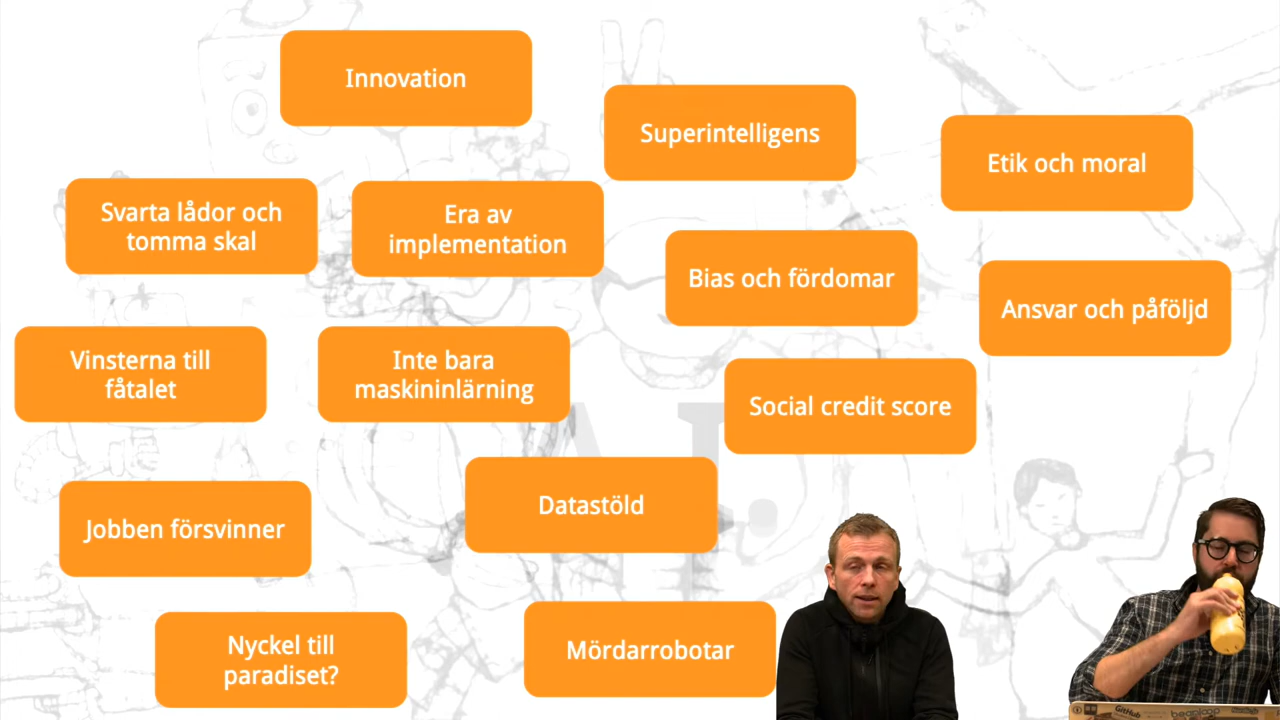 Innovation
Superintelligens
Etik och moral
Svarta lådor och
tomma skal
Era av
implementation
Bias och fördomar
Ansvar och påföljd
Vinsterna till
fåtalet
Inte bara
maskininlärning
Social credit score
A.I.
Jobben försvinner
Datastöld
Nyckel till
paradiset?
Mördarrobotar
GitHub